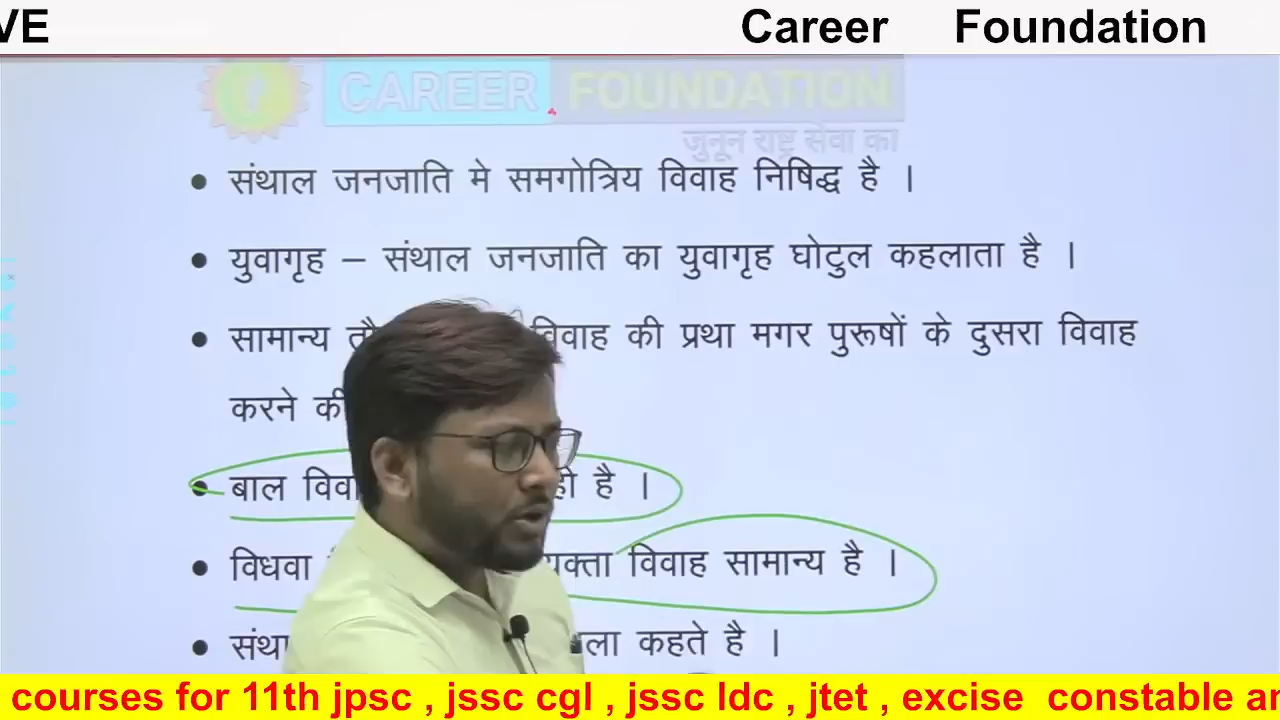 VE Career Foundation
CAREER FOUNDATION
जुनून राष्ट्र सेवा का
• संथाल जनजाति मे समगोत्रिय विवाह निषिद्ध है ।
• युवागृह – संथाल जनजाति का युवागृह घोटुल कहलाता है ।
• सामान्य विवाह की प्रथा मगर पुरूषों के दुसरा विवाह
करने
• बाल है ।
• विधवा विवाह सामान्य है ।
• कहते है ।
courses for 11th jpsc , jssc cgl , jssc ldc , jtet , excise constable